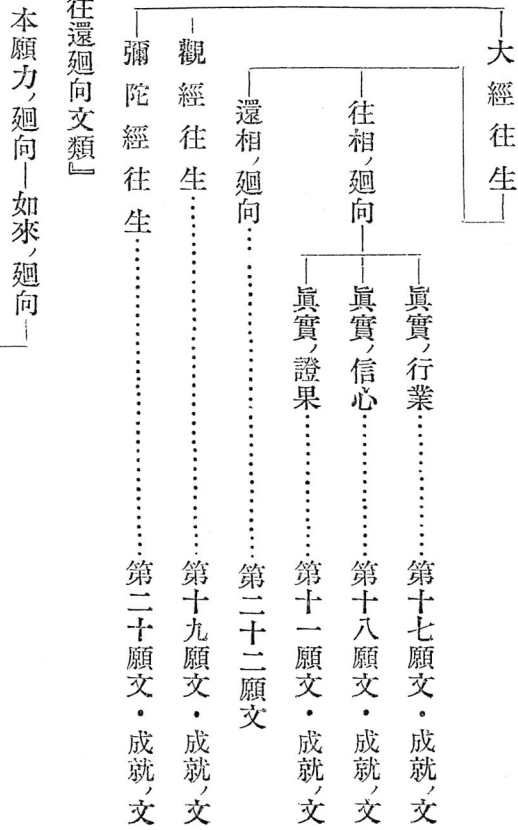 大經往生
眞實ノ行業……………第十七願文・成就ノ文
往相ノ廻向 眞實ノ信心……………第十八願文・成就ノ文
眞實ノ證果……………第十一願文・成就ノ文
還相ノ廻向……………第二十二願文
觀經往生……………第十九願文・成就ノ文
彌陀經往生……………第二十願文・成就ノ文
往還廻向文類』
本願力ノ廻向―如來ノ廻向